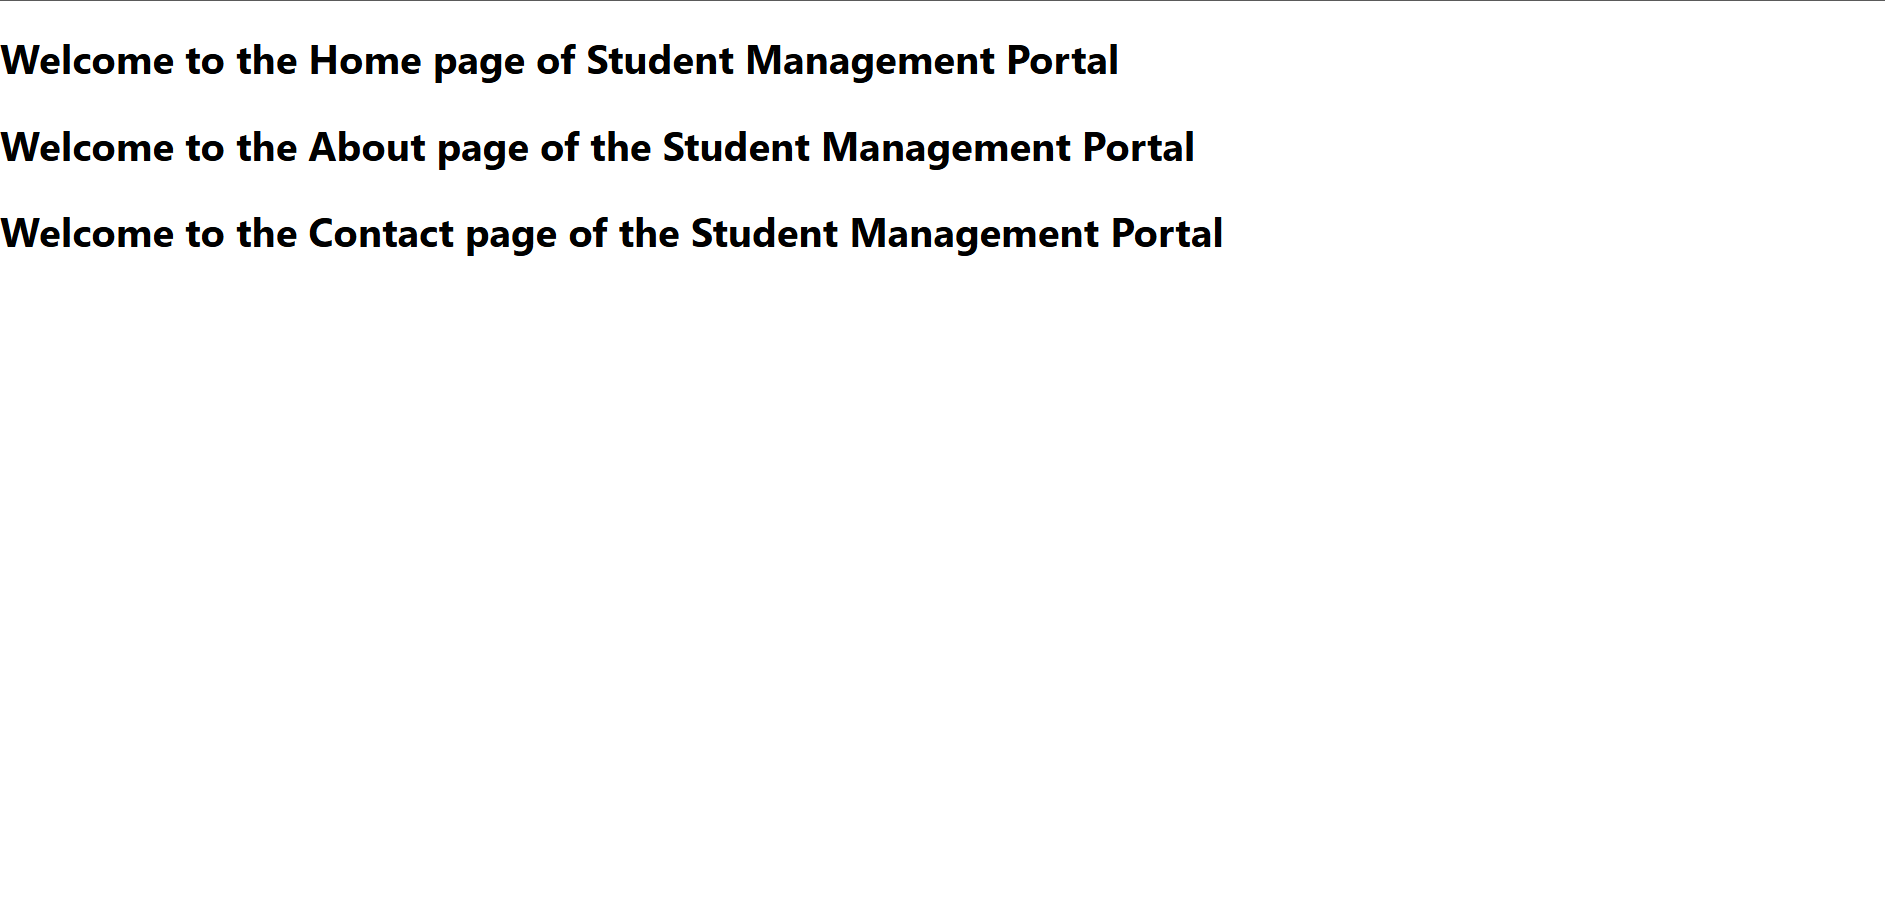 Welcome to the Home page of Student Management Portal
Welcome to the About page of the Student Management Portal
Welcome to the Contact page of the Student Management Portal